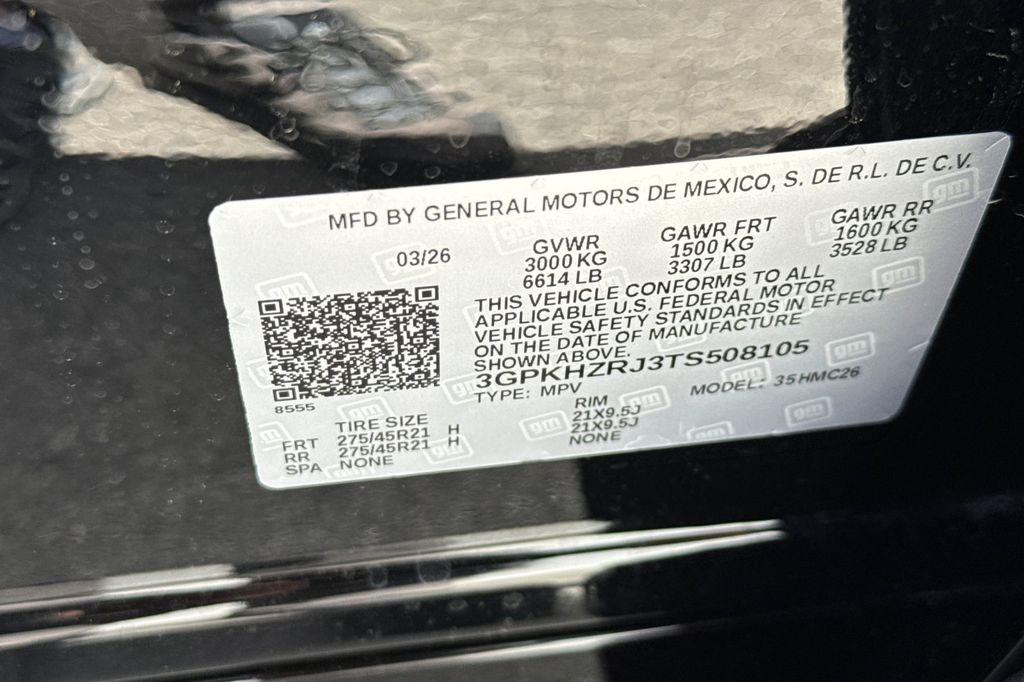 MFD BY GENERAL MOTORS DE MEXICO, S. DE R.L. DE C.V.
03/26
GVWR
3000 KG
6614 LB
GAWR FRT
1500 KG
3307 LB
GAWR RR
1600 KG
3528 LB
THIS VEHICLE CONFORMS TO ALL
APPLICABLE U.S. FEDERAL MOTOR
VEHICLE SAFETY STANDARDS IN EFFECT
ON THE DATE OF MANUFACTURE
SHOWN ABOVE.
3GPKHZRJ3TS508105
TYPE: MPV
MODEL: 35HMC26
8555
TIRE SIZE
RIM
FRT 275/45R21 H 21X9.5J
RR 275/45R21 H 21X9.5J
SPA NONE NONE